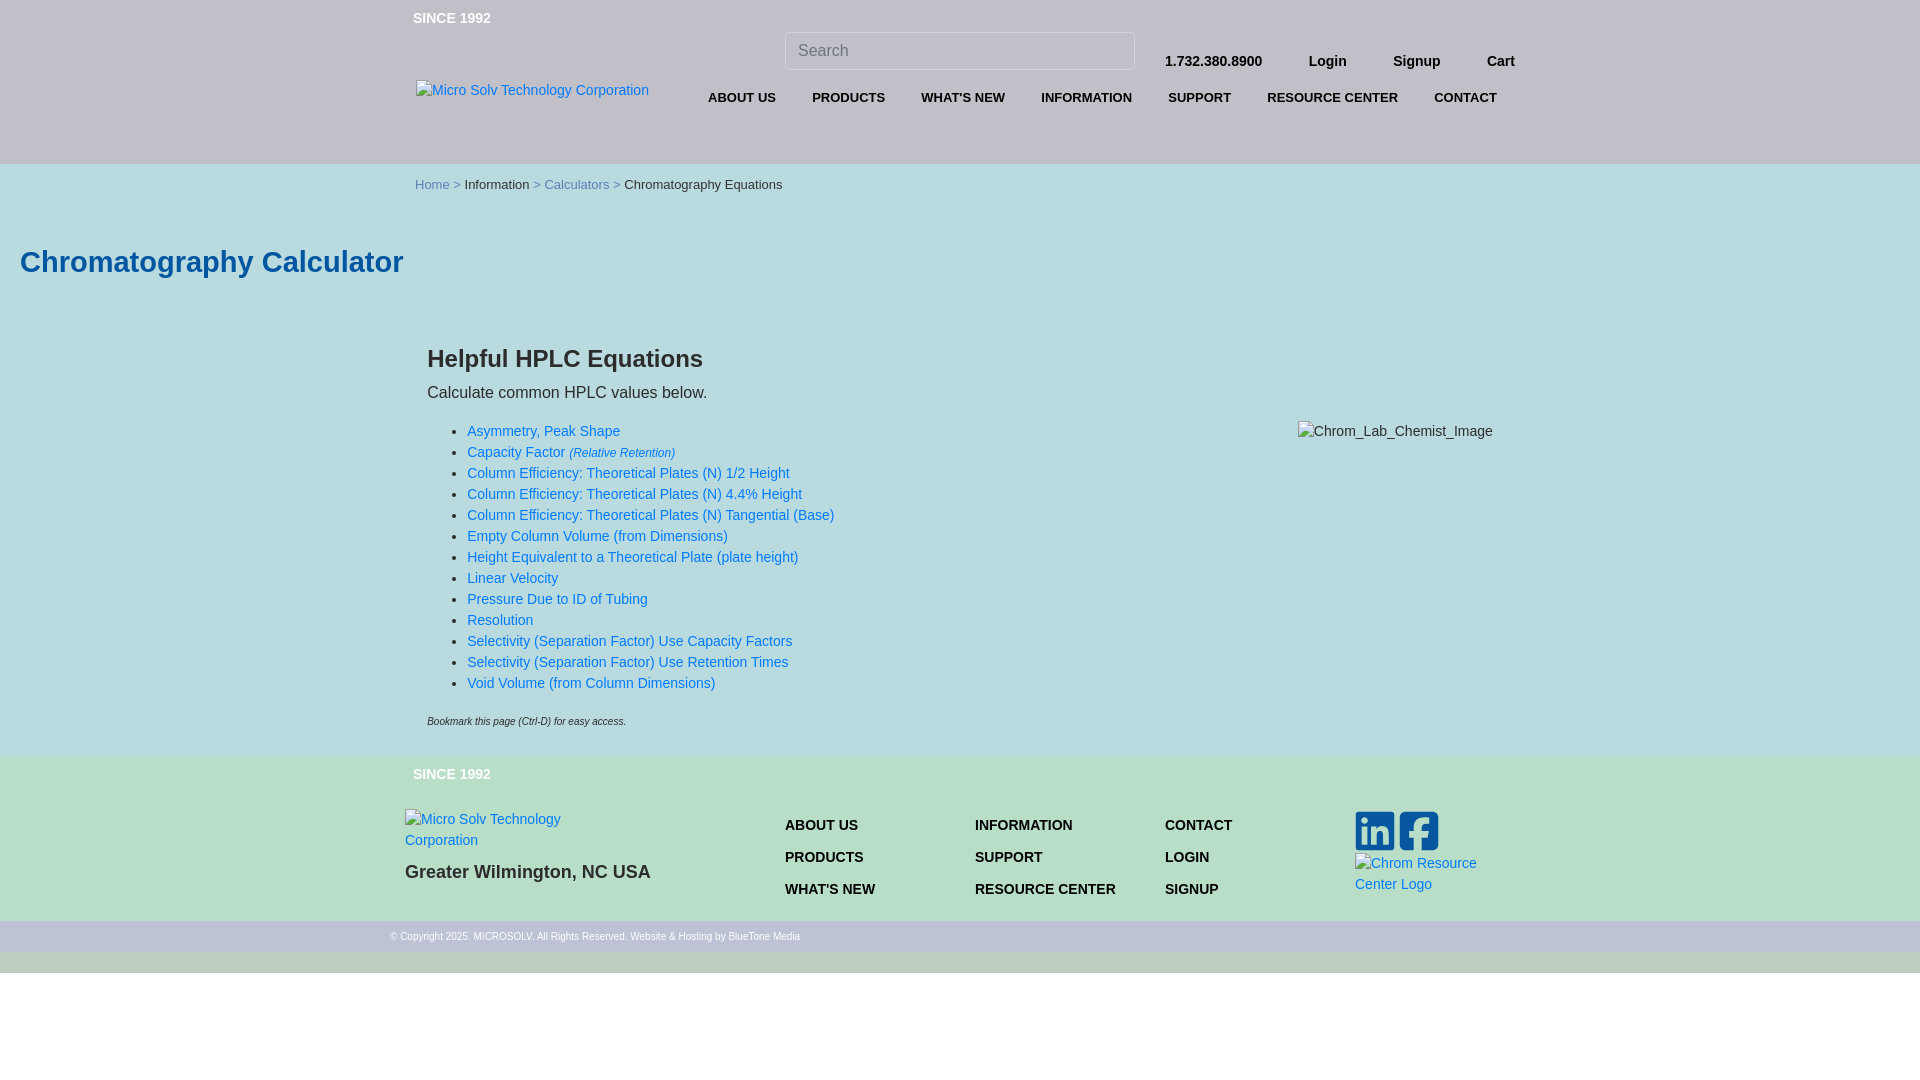 SINCE 1992
Search
1.732.380.8900 Login Signup Cart
Micro Solv Technology Corporation
ABOUT US PRODUCTS WHAT'S NEW INFORMATION SUPPORT RESOURCE CENTER CONTACT
Home > Information > Calculators > Chromatography Equations
Chromatography Calculator
Helpful HPLC Equations
Calculate common HPLC values below.
Asymmetry, Peak Shape
Capacity Factor (Relative Retention)
Column Efficiency: Theoretical Plates (N) 1/2 Height
Column Efficiency: Theoretical Plates (N) 4.4% Height
Column Efficiency: Theoretical Plates (N) Tangential (Base)
Empty Column Volume (from Dimensions)
Height Equivalent to a Theoretical Plate (plate height)
Linear Velocity
Pressure Due to ID of Tubing
Resolution
Selectivity (Separation Factor) Use Capacity Factors
Selectivity (Separation Factor) Use Retention Times
Void Volume (from Column Dimensions)
Chrom_Lab_Chemist_Image
Bookmark this page (Ctrl-D) for easy access.
SINCE 1992
Micro Solv Technology
Corporation
Greater Wilmington, NC USA
ABOUT US
PRODUCTS
WHAT'S NEW
INFORMATION
SUPPORT
RESOURCE CENTER
CONTACT
LOGIN
SIGNUP
Chrom Resource
Center Logo
© Copyright 2025. MICROSOLV. All Rights Reserved. Website & Hosting by BlueTone Media